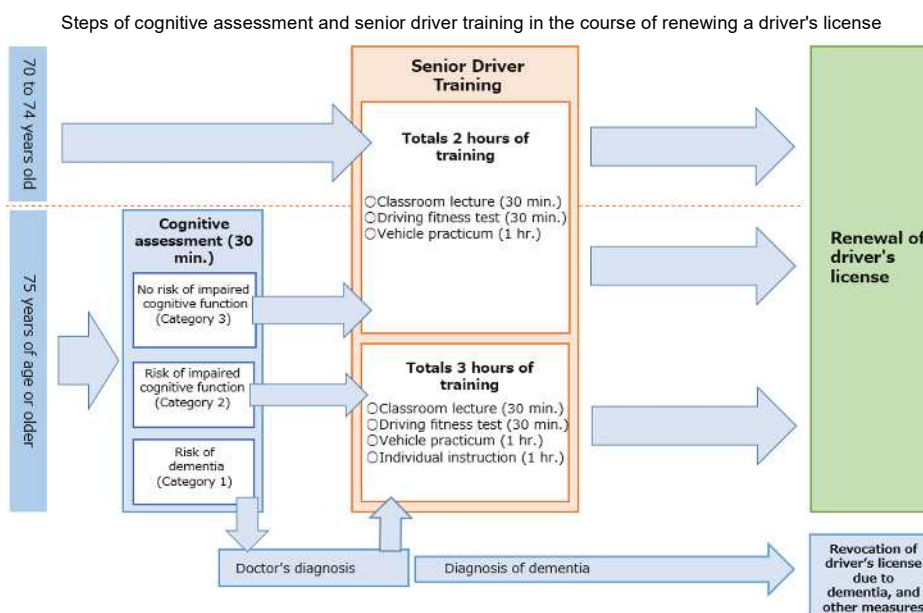 Steps of cognitive assessment and senior driver training in the course of renewing a driver's license
70 to 74 years old
Senior Driver
Training
Totals 2 hours of
training
○Classroom lecture (30 min.)
○Driving fitness test (30 min.)
○Vehicle practicum (1 hr.)
75 years of age or older
Cognitive
assessment (30
min.)
No risk of impaired
cognitive function
(Category 3)
Risk of impaired
cognitive function
(Category 2)
Risk of
dementia
(Category 1)
Totals 3 hours of
training
○Classroom lecture (30 min.)
○Driving fitness test (30 min.)
○Vehicle practicum (1 hr.)
○Individual instruction (1 hr.)
Renewal of
driver's
license
Doctor's diagnosis
Diagnosis of dementia
Revocation of
driver's license
due to
dementia, and
other measures